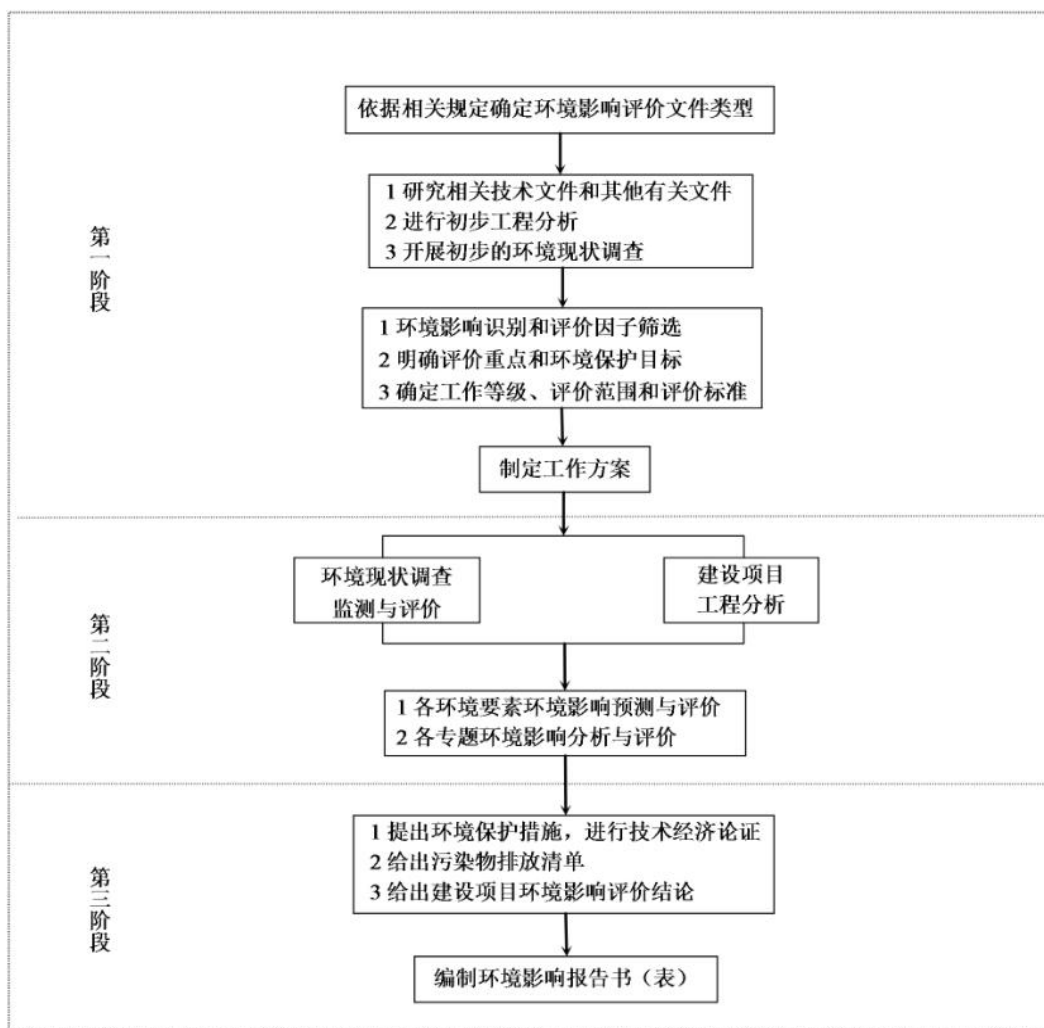 依据相关规定确定环境影响评价文件类型
1 研究相关技术文件和其他有关文件
2 进行初步工程分析
3 开展初步的环境现状调查
第一阶段
1 环境影响识别和评价因子筛选
2 明确评价重点和环境保护目标
3 确定工作等级、评价范围和评价标准
制定工作方案
环境现状调查
监测与评价
建设项目
工程分析
第二阶段
1 各环境要素环境影响预测与评价
2 各专题环境影响分析与评价
1 提出环境保护措施，进行技术经济论证
2 给出污染物排放清单
3 给出建设项目环境影响评价结论
第三阶段
编制环境影响报告书（表）